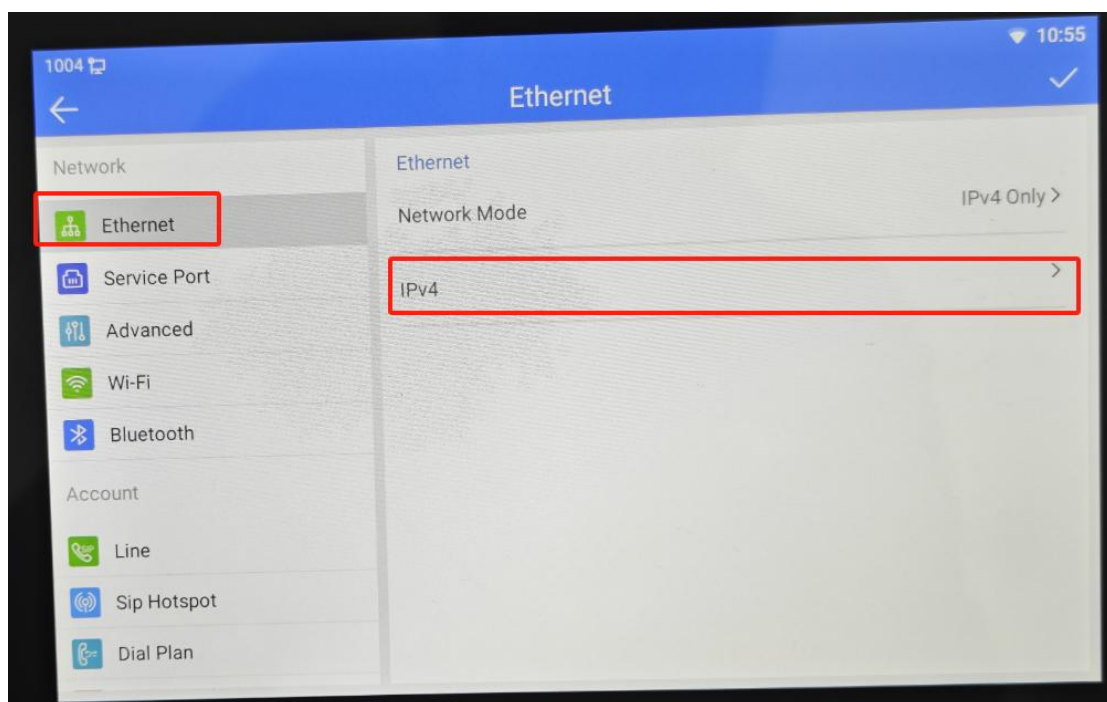 10:55
1004
Ethernet
Network
Ethernet
Service Port
Advanced
Wi-Fi
Bluetooth
Account
Line
Sip Hotspot
Dial Plan
Ethernet
Network Mode
IPv4 Only
IPv4